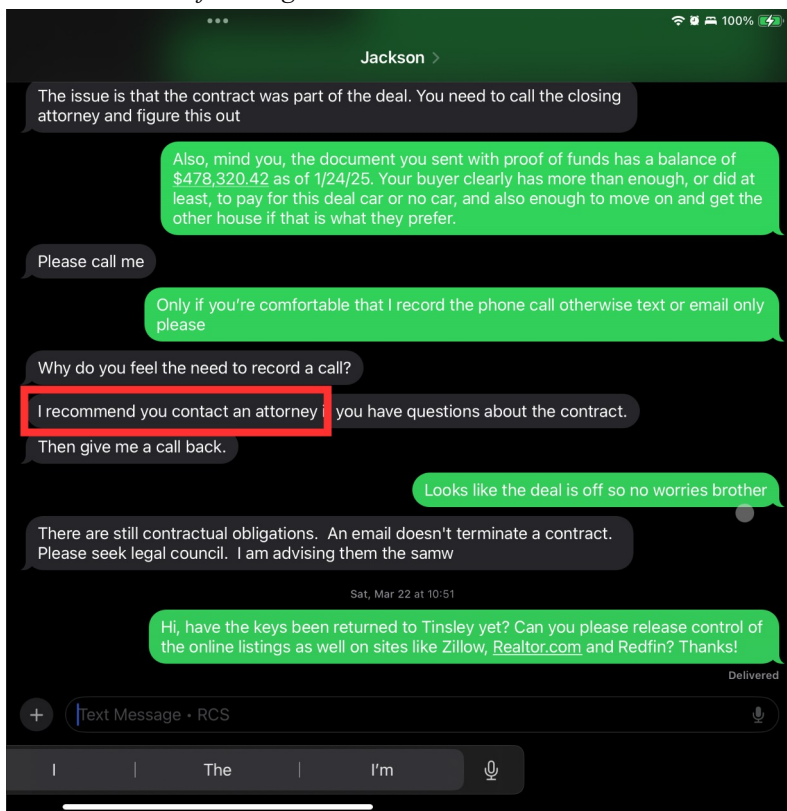 100%
Jackson >
The issue is that the contract was part of the deal. You need to call the closing
attorney and figure this out
Also, mind you, the document you sent with proof of funds has a balance of
$478,320.42 as of 1/24/25. Your buyer clearly has more than enough, or did at
least, to pay for this deal car or no car, and also enough to move on and get the
other house if that is what they prefer.
Please call me
Only if you're comfortable that I record the phone call otherwise text or email only
please
Why do you feel the need to record a call?
I recommend you contact an attorney you have questions about the contract.
Then give me a call back.
Looks like the deal is off so no worries brother
There are still contractual obligations. An email doesn't terminate a contract.
Please seek legal council. I am advising them the samw
Sat, Mar 22 at 10:51
Hi, have the keys been returned to Tinsley yet? Can you please release control of
the online listings as well on sites like Zillow, Realtor.com and Redfin? Thanks!
Delivered
Text Message • RCS
I The I'm